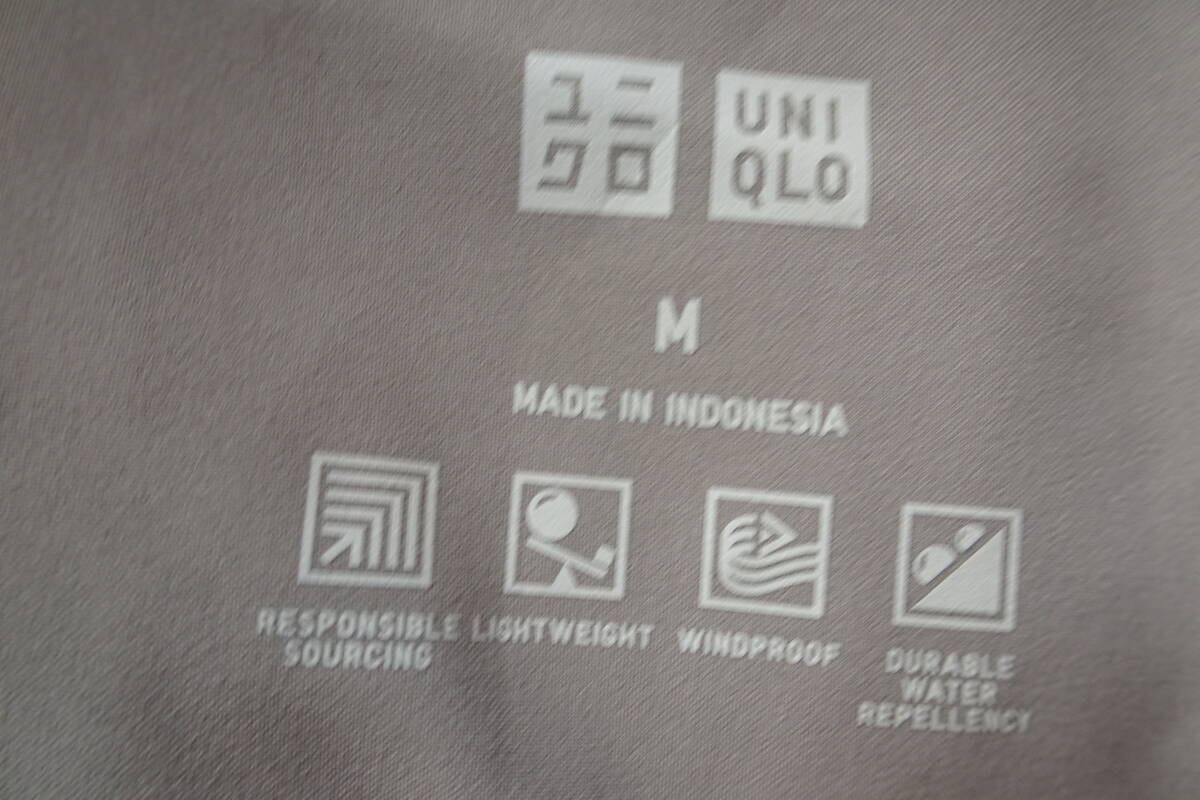 ユニ
クロ
UNI
QLO
M
MADE IN INDONESIA
RESPONSIBLE
SOURCING
LIGHTWEIGHT
WINDPROOF
DURABLE
WATER
REPELLENCY